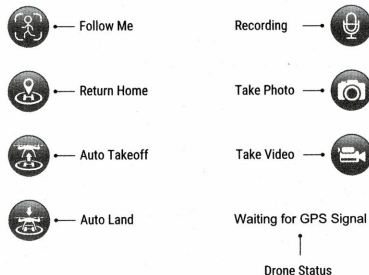 Follow Me
Return Home
Auto Takeoff
Auto Land
Recording
Take Photo
Take Video
Waiting for GPS Signal
Drone Status